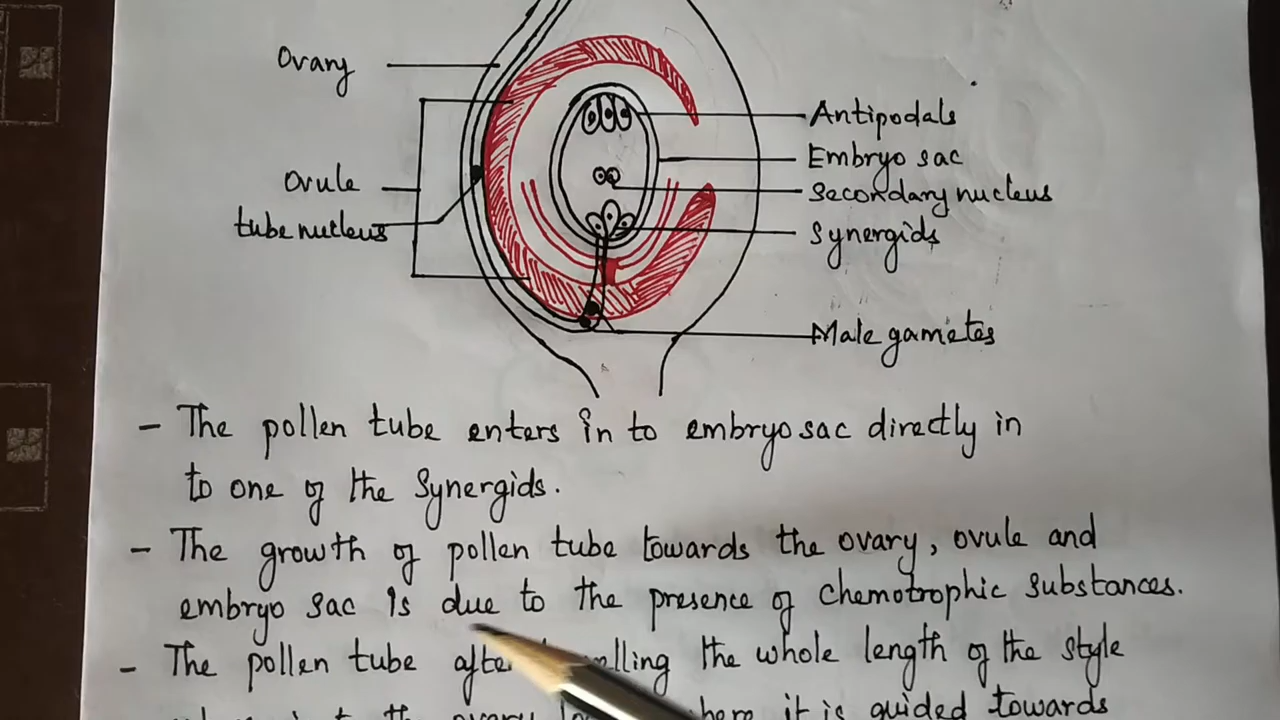 Ovary
Ovule
tube nucleus
Antipodals
Embryo sac
Secondary nucleus
Synergids
Male gametes
- The pollen tube enters in to embryo sac directly in
to one of the Synergids.
- The growth of pollen tube towards the ovary, ovule and
embryo sac is due to the presence of chemotrophic substances.
- The pollen tube after the whole length of the style
the it is guided towards